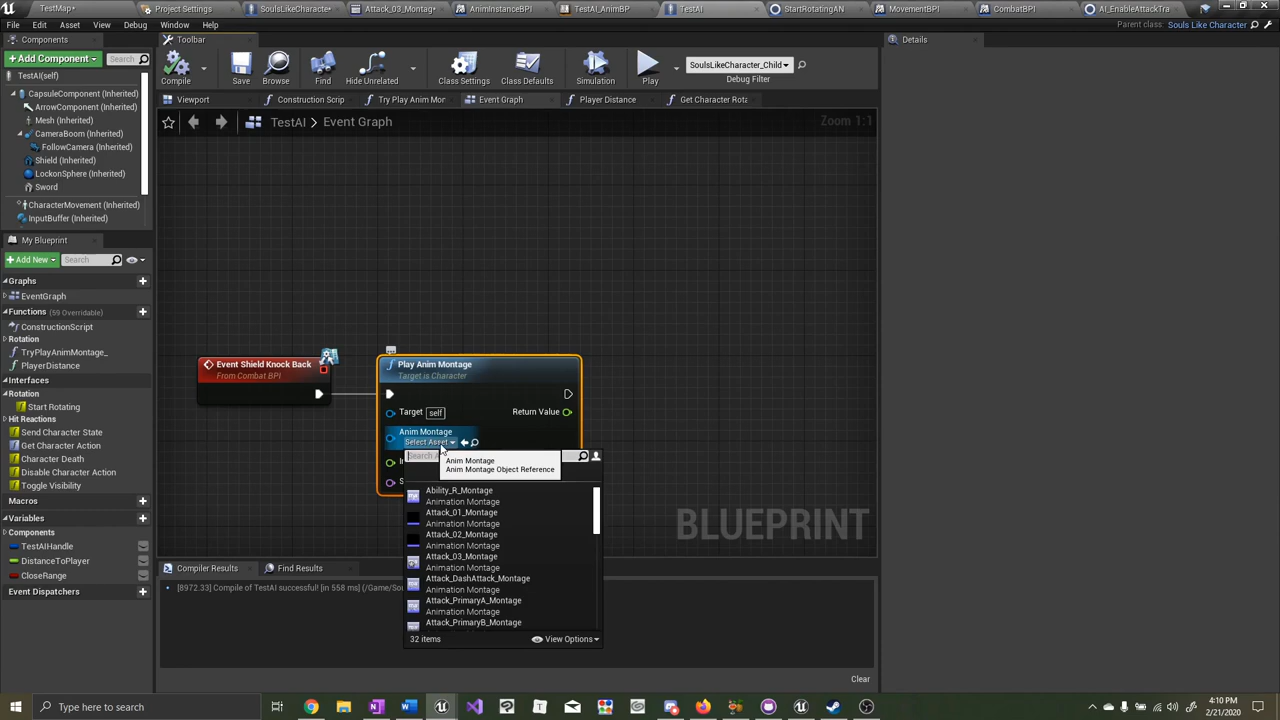 TestMap*
Project Settings
SoulsLikeCharacter*
Attack_03_Montag*
AnimInstanceBPI
TestAI_AnimBP
TestAI
StartRotatingAN
MovementBPI
CombatBPI
AI_EnableAttackTra
File Edit Asset View Debug Window Help
Parent class: Souls Like Character
Components
Toolbar
Details
+ Add Component
Search
TestAI(self)
CapsuleComponent (Inherited)
ArrowComponent (Inherited)
Mesh (Inherited)
CameraBoom (Inherited)
FollowCamera (Inherited)
Shield (Inherited)
LockonSphere (Inherited)
Sword
CharacterMovement (Inherited)
InputBuffer (Inherited)
Compile
Save
Browse
Find
Hide Unrelated
Class Settings
Class Defaults
Simulation
Play
SoulsLikeCharacter_Child
Debug Filter
Viewport
Construction Scrip
Try Play Anim Mon
Event Graph
Player Distance
Get Character Rota
TestAI > Event Graph
Zoom 1:1
My Blueprint
+ Add New
Search
Graphs
EventGraph
Functions (59 Overridable)
ConstructionScript
Rotation
TryPlayAnimMontage_
PlayerDistance
Interfaces
Rotation
Start Rotating
Hit Reactions
Send Character State
Get Character Action
Character Death
Toggle Visibility
Macros
Variables
Components
TestAIHandle
DistanceToPlayer
CloseRange
Event Dispatchers
Event Shield Knock Back
From Combat BPI
Play Anim Montage
Target is Character
Target self
Return Value
Anim Montage
Select Asset
Anim Montage
Anim Montage Object Reference
Ability_R_Montage
Animation Montage
Attack_01_Montage
Animation Montage
Attack_02_Montage
Animation Montage
Attack_03_Montage
Animation Montage
Attack_DashAttack_Montage
Animation Montage
Attack_PrimaryA_Montage
Animation Montage
Attack_PrimaryB_Montage
32 items
View Options
BLUEPRINT
Compiler Results
Find Results
[8972.33] Compile of TestAI successful! [in 558 ms] (/Game/So
Clear
Type here to search
4:10 PM
2/21/2020